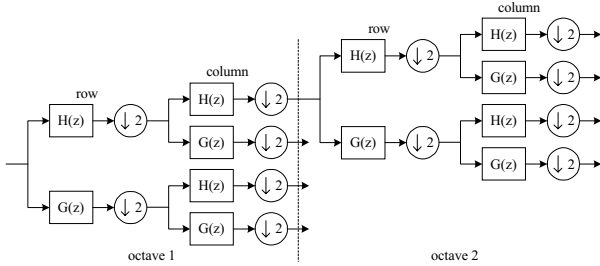 column
row
H(z) ↓ 2 H(z) ↓ 2
G(z) ↓ 2
column
row
H(z) ↓ 2 H(z) ↓ 2
G(z) ↓ 2
G(z) ↓ 2 H(z) ↓ 2
G(z) ↓ 2
G(z) ↓ 2 H(z) ↓ 2
G(z) ↓ 2
octave 1
octave 2